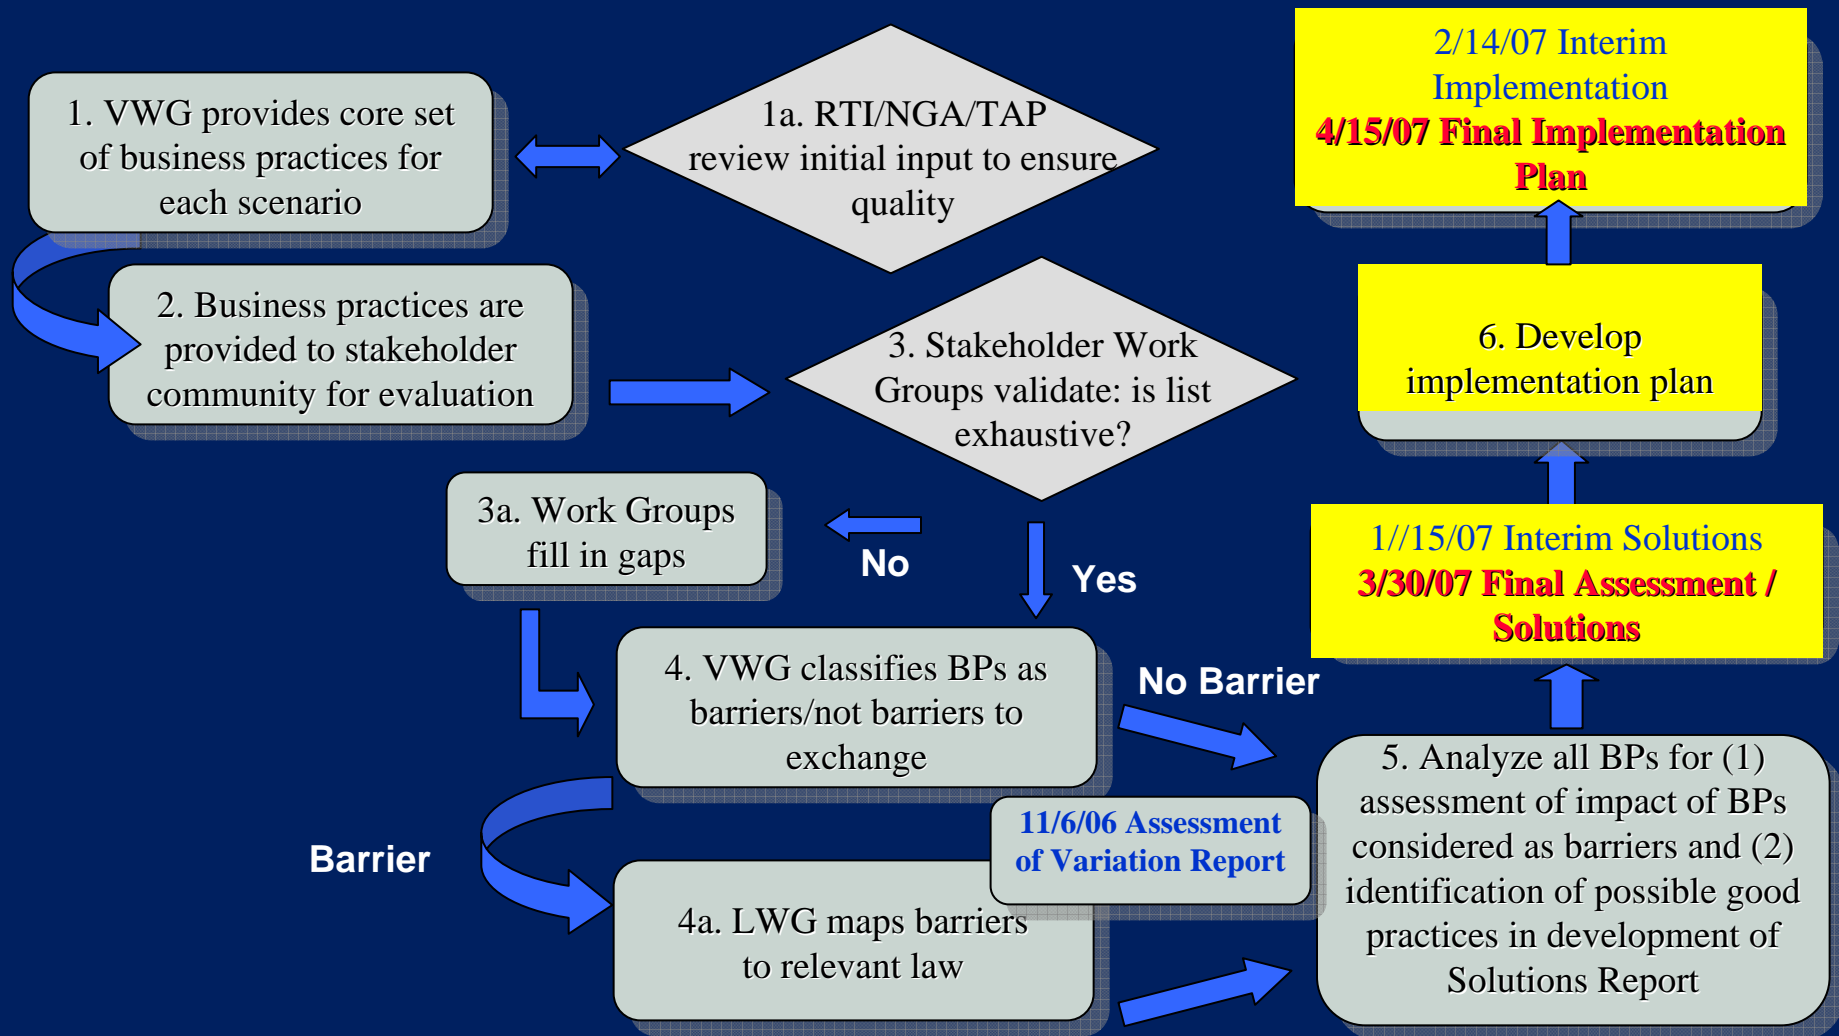 1. VWG provides core set
of business practices for
each scenario
1a. RTI/NGA/TAP
review initial input to ensure
quality
2. Business practices are
provided to stakeholder
community for evaluation
3. Stakeholder Work
Groups validate: is list
exhaustive?
3a. Work Groups
fill in gaps
No
Yes
4. VWG classifies BPs as
barriers/not barriers to
exchange
No Barrier
Barrier
11/6/06 Assessment
of Variation Report
4a. LWG maps barriers
to relevant law
5. Analyze all BPs for (1)
assessment of impact of BPs
considered as barriers and (2)
identification of possible good
practices in development of
Solutions Report
1//15/07 Interim Solutions
3/30/07 Final Assessment /
Solutions
6. Develop
implementation plan
2/14/07 Interim
Implementation
4/15/07 Final Implementation
Plan